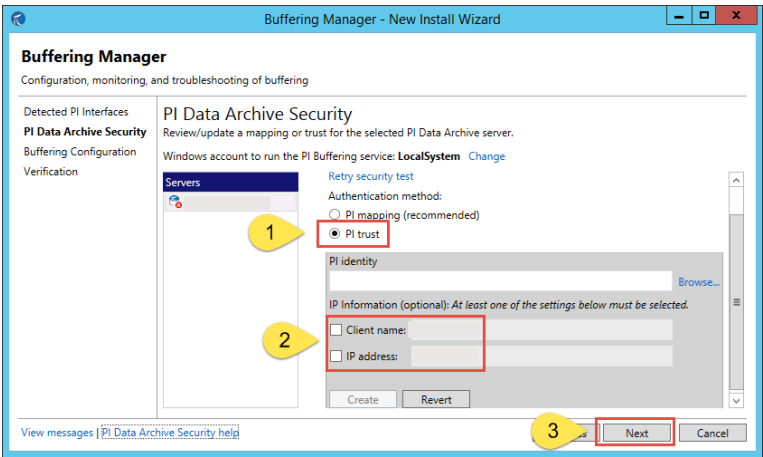 Buffering Manager - New Install Wizard
Buffering Manager
Configuration, monitoring, and troubleshooting of buffering
Detected PI Interfaces
PI Data Archive Security
Buffering Configuration
Verification
PI Data Archive Security
Review/update a mapping or trust for the selected PI Data Archive server.
Windows account to run the PI Buffering service: LocalSystem Change
Servers
Retry security test
Authentication method:
PI mapping (recommended)
1
PI trust
PI identity
Browse...
IP Information (optional): At least one of the settings below must be selected.
2
Client name:
IP address:
Create
Revert
View messages | PI Data Archive Security help
3
Next
Cancel